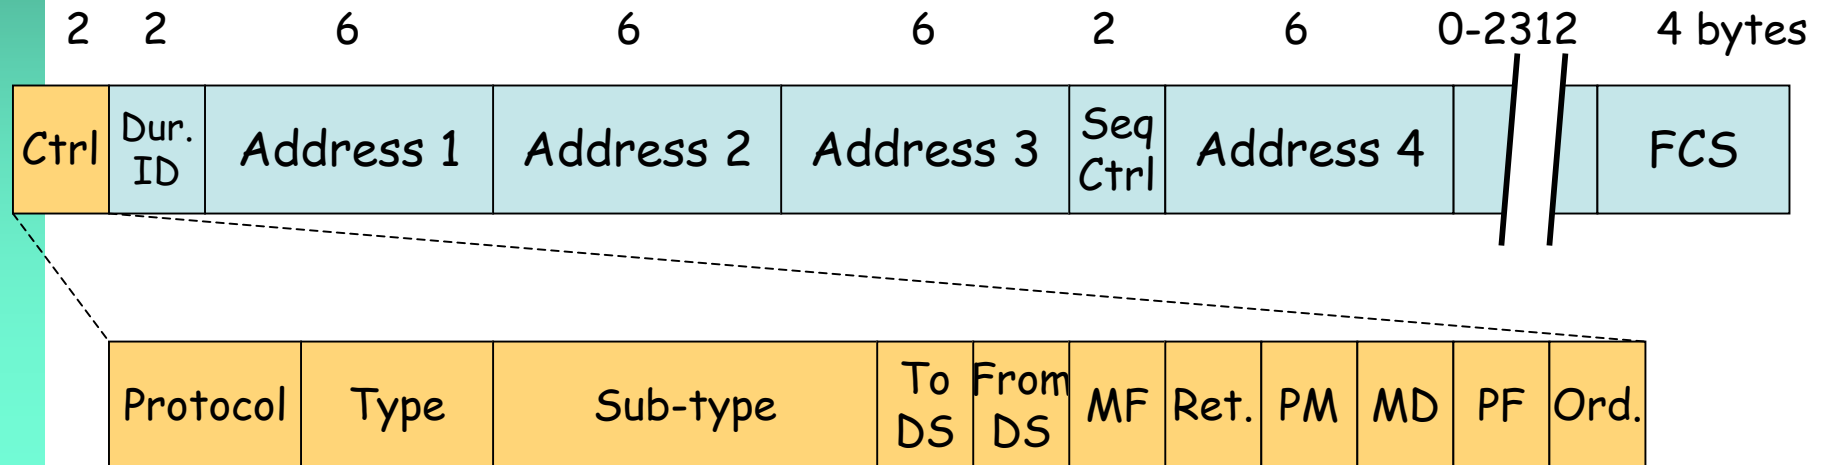 2 2 6 6 6 2 6 0-2312 4 bytes
Ctrl Dur. ID Address 1 Address 2 Address 3 Seq Ctrl Address 4 FCS
Protocol Type Sub-type To DS From DS MF Ret. PM MD PF Ord.